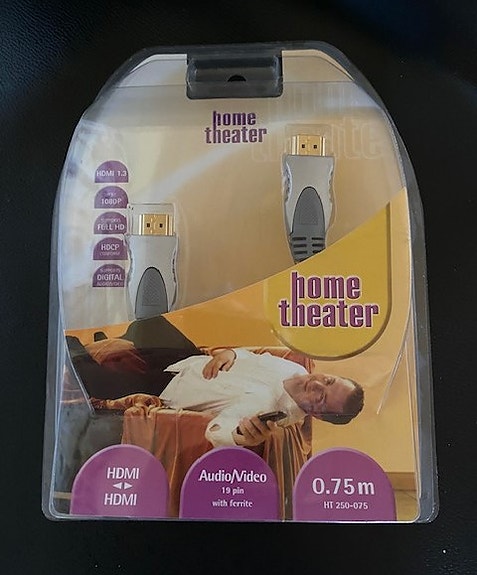 home
theater
HDMI 1.3
1080P
FULL HD
HDCP
DIGITAL
home
theater
HDMI
◄►
HDMI
Audio/Video
19 pin
with ferrite
0.75m
HT 250-075